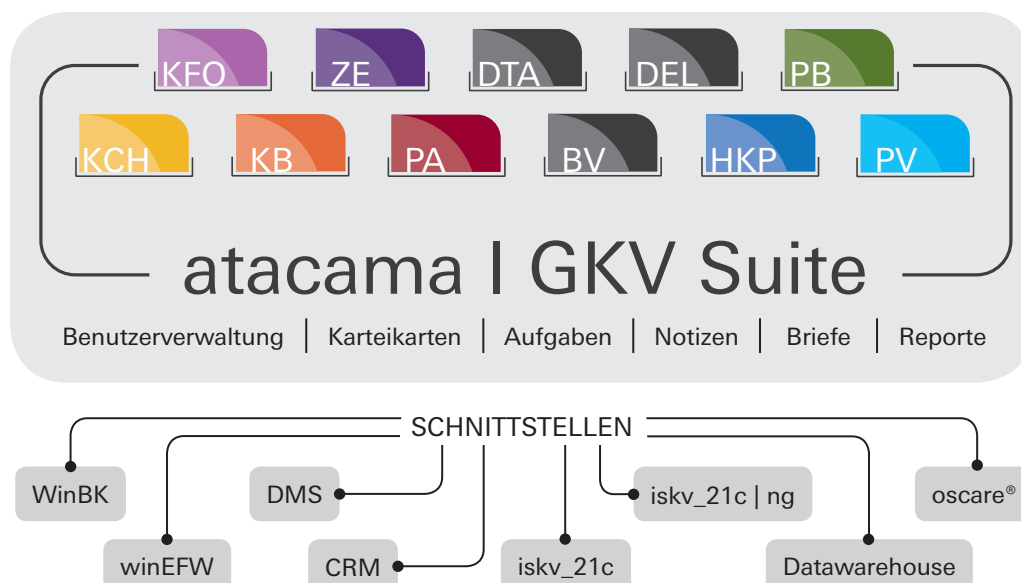 KFO ZE DTA DEL PB
KCH KB PA BV HKP PV
atacama | GKV Suite
Benutzerverwaltung | Karteikarten | Aufgaben | Notizen | Briefe | Reporte
SCHNITTSTELLEN
WinBK DMS iskv_21c | ng oscare®
winEFW CRM iskv_21c Datawarehouse